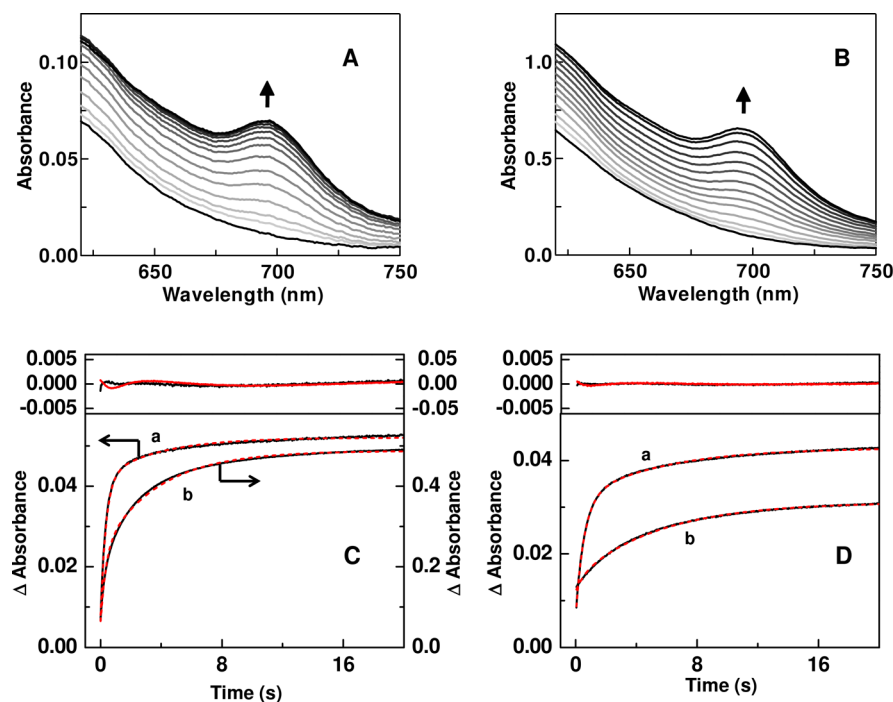 A
Absorbance
0.10
0.05
0.00
650 700 750
Wavelength (nm)
B
Absorbance
1.0
0.5
0.0
650 700 750
Wavelength (nm)
0.005
0.000
-0.005
0.05
0.00
-0.05
a
b
C
Δ Absorbance
0.04
0.02
0.00
0.4
0.2
0.0
Δ Absorbance
0 8 16
Time (s)
0.005
0.000
-0.005
a
b
D
Δ Absorbance
0.04
0.02
0.00
0 8 16
Time (s)